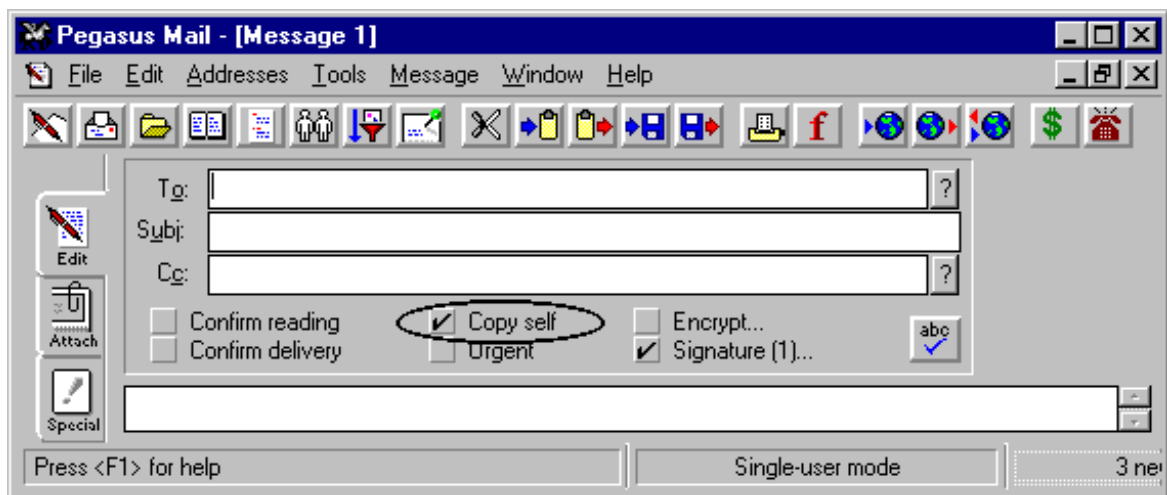 Pegasus Mail - [Message 1]
File Edit Addresses Tools Message Window Help
f $
To: ?
Subj:
Cc: ?
Edit
Attach
Special
Confirm reading Copy self Encrypt...
Confirm delivery Urgent Signature (1)...
abc
Press <F1> for help Single-user mode 3 ne